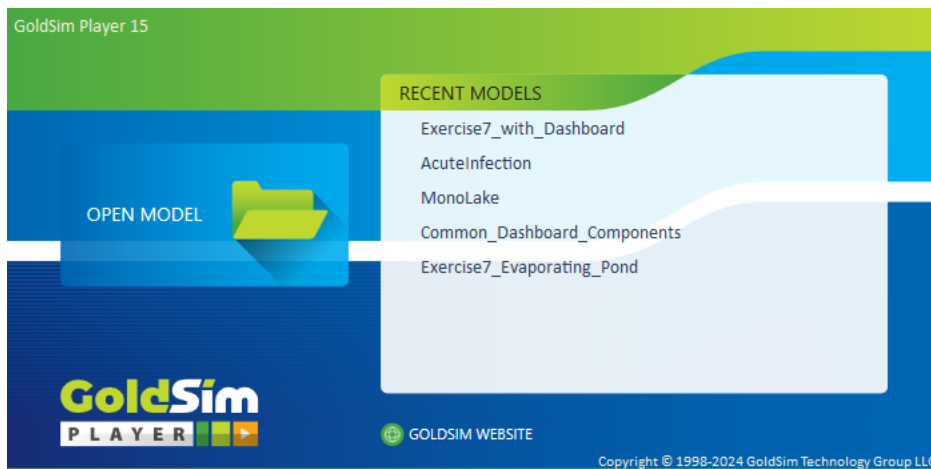 GoldSim Player 15
RECENT MODELS
Exercise7_with_Dashboard
AcuteInfection
MonoLake
Common_Dashboard_Components
Exercise7_Evaporating_Pond
OPEN MODEL
GoldSim
PLAYER
GOLDSIM WEBSITE
Copyright © 1998-2024 GoldSim Technology Group LLC